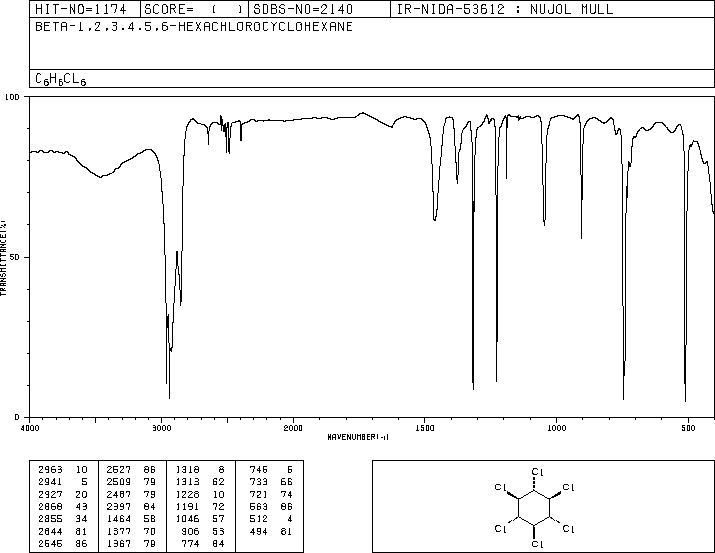 HIT-NO=1174 SCORE= ( ) SDBS-NO=2140 IR-NIDA-53612 : NUJOL MULL
BETA-1,2,3,4,5,6-HEXACHLOROCYCLOHEXANE
C6H6CL6
100
50
0
TRANSMITTANCE(%)
4000 3000 2000 1500 1000 500
WAVENUMBER(-1)
2963 10 2527 86 1318 8 746
2941 5 2509 79 1313 62 733 66
2927 20 2487 79 1228 10 721 74
2868 43 2397 84 1191 72 563 86
2855 34 1464 58 1046 57 512 4
2844 81 1377 70 906 53 494 81
2645 86 1367 79 774 84
Cl
Cl Cl
Cl Cl
Cl